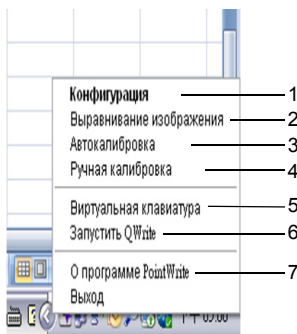 Конфигурация 1
Выравнивание изображения 2
Автокалибровка 3
Ручная калибровка 4
Виртуальная клавиатура 5
Запустить QWrite 6
О программе PointWrite 7
Выход